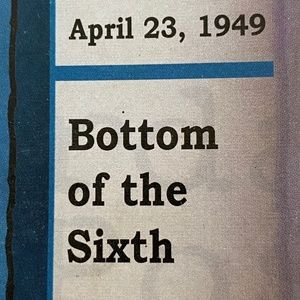 April 23, 1949
Bottom
of the
Sixth